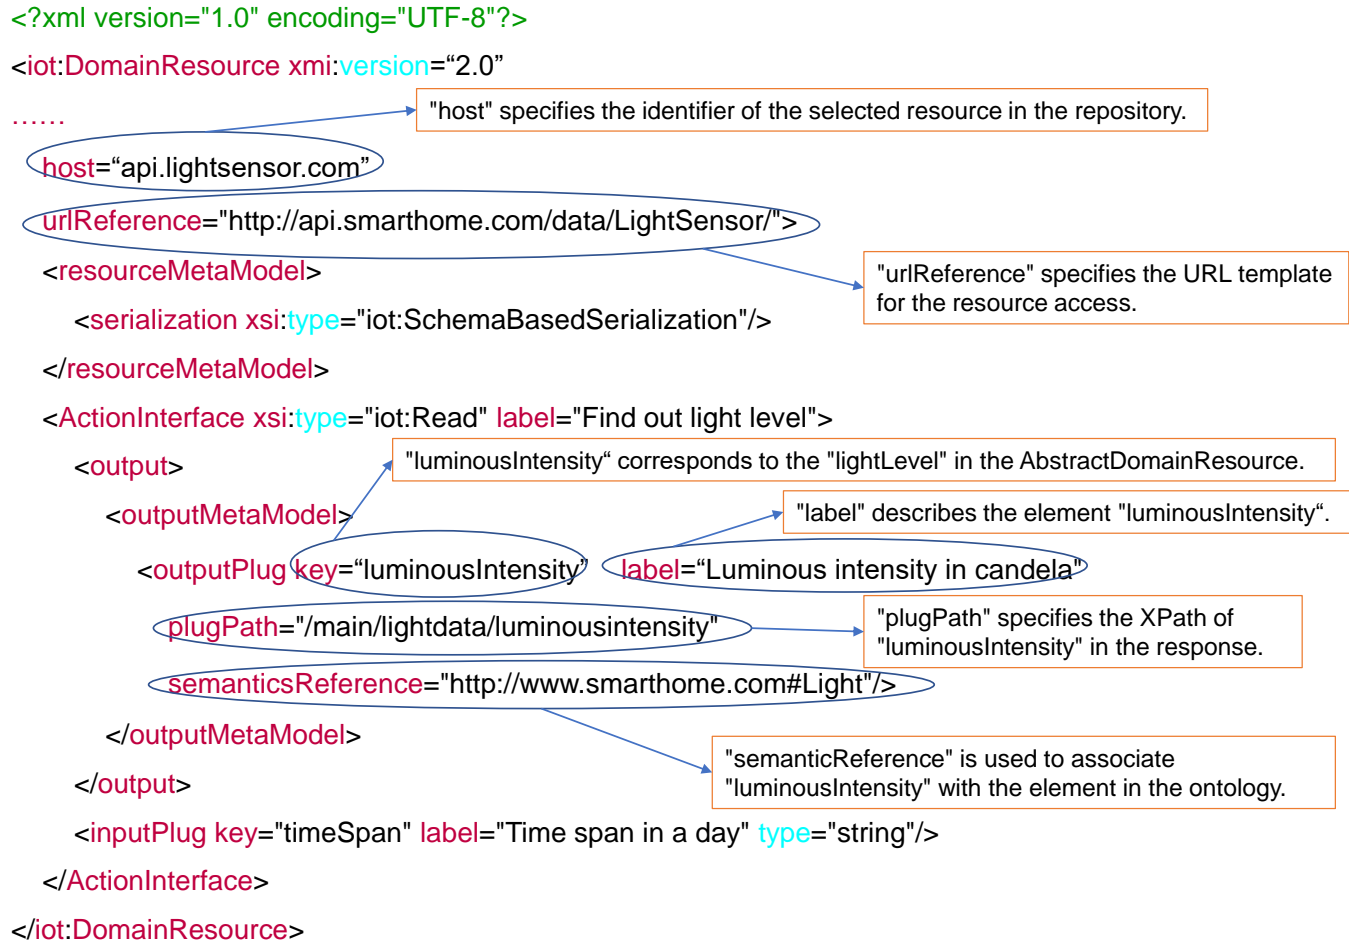 <?xml version="1.0" encoding="UTF-8"?>
<iot:DomainResource xmi:version=“2.0”
"host" specifies the identifier of the selected resource in the repository.
……
host=“api.lightsensor.com”
urlReference="http://api.smarthome.com/data/LightSensor/">
<resourceMetaModel>
"urlReference" specifies the URL template
for the resource access.
<serialization xsi:type="iot:SchemaBasedSerialization"/>
</resourceMetaModel>
<ActionInterface xsi:type="iot:Read" label="Find out light level">
<output>
"luminousIntensity“ corresponds to the "lightLevel" in the AbstractDomainResource.
<outputMetaModel>
"label" describes the element "luminousIntensity“.
<outputPlug key=“luminousIntensity” label=“Luminous intensity in candela"
plugPath="/main/lightdata/luminousintensity"
"plugPath" specifies the XPath of
"luminousIntensity" in the response.
semanticsReference="http://www.smarthome.com#Light"/>
</outputMetaModel>
"semanticReference" is used to associate
"luminousIntensity" with the element in the ontology.
</output>
<inputPlug key="timeSpan" label="Time span in a day" type="string"/>
</ActionInterface>
</iot:DomainResource>